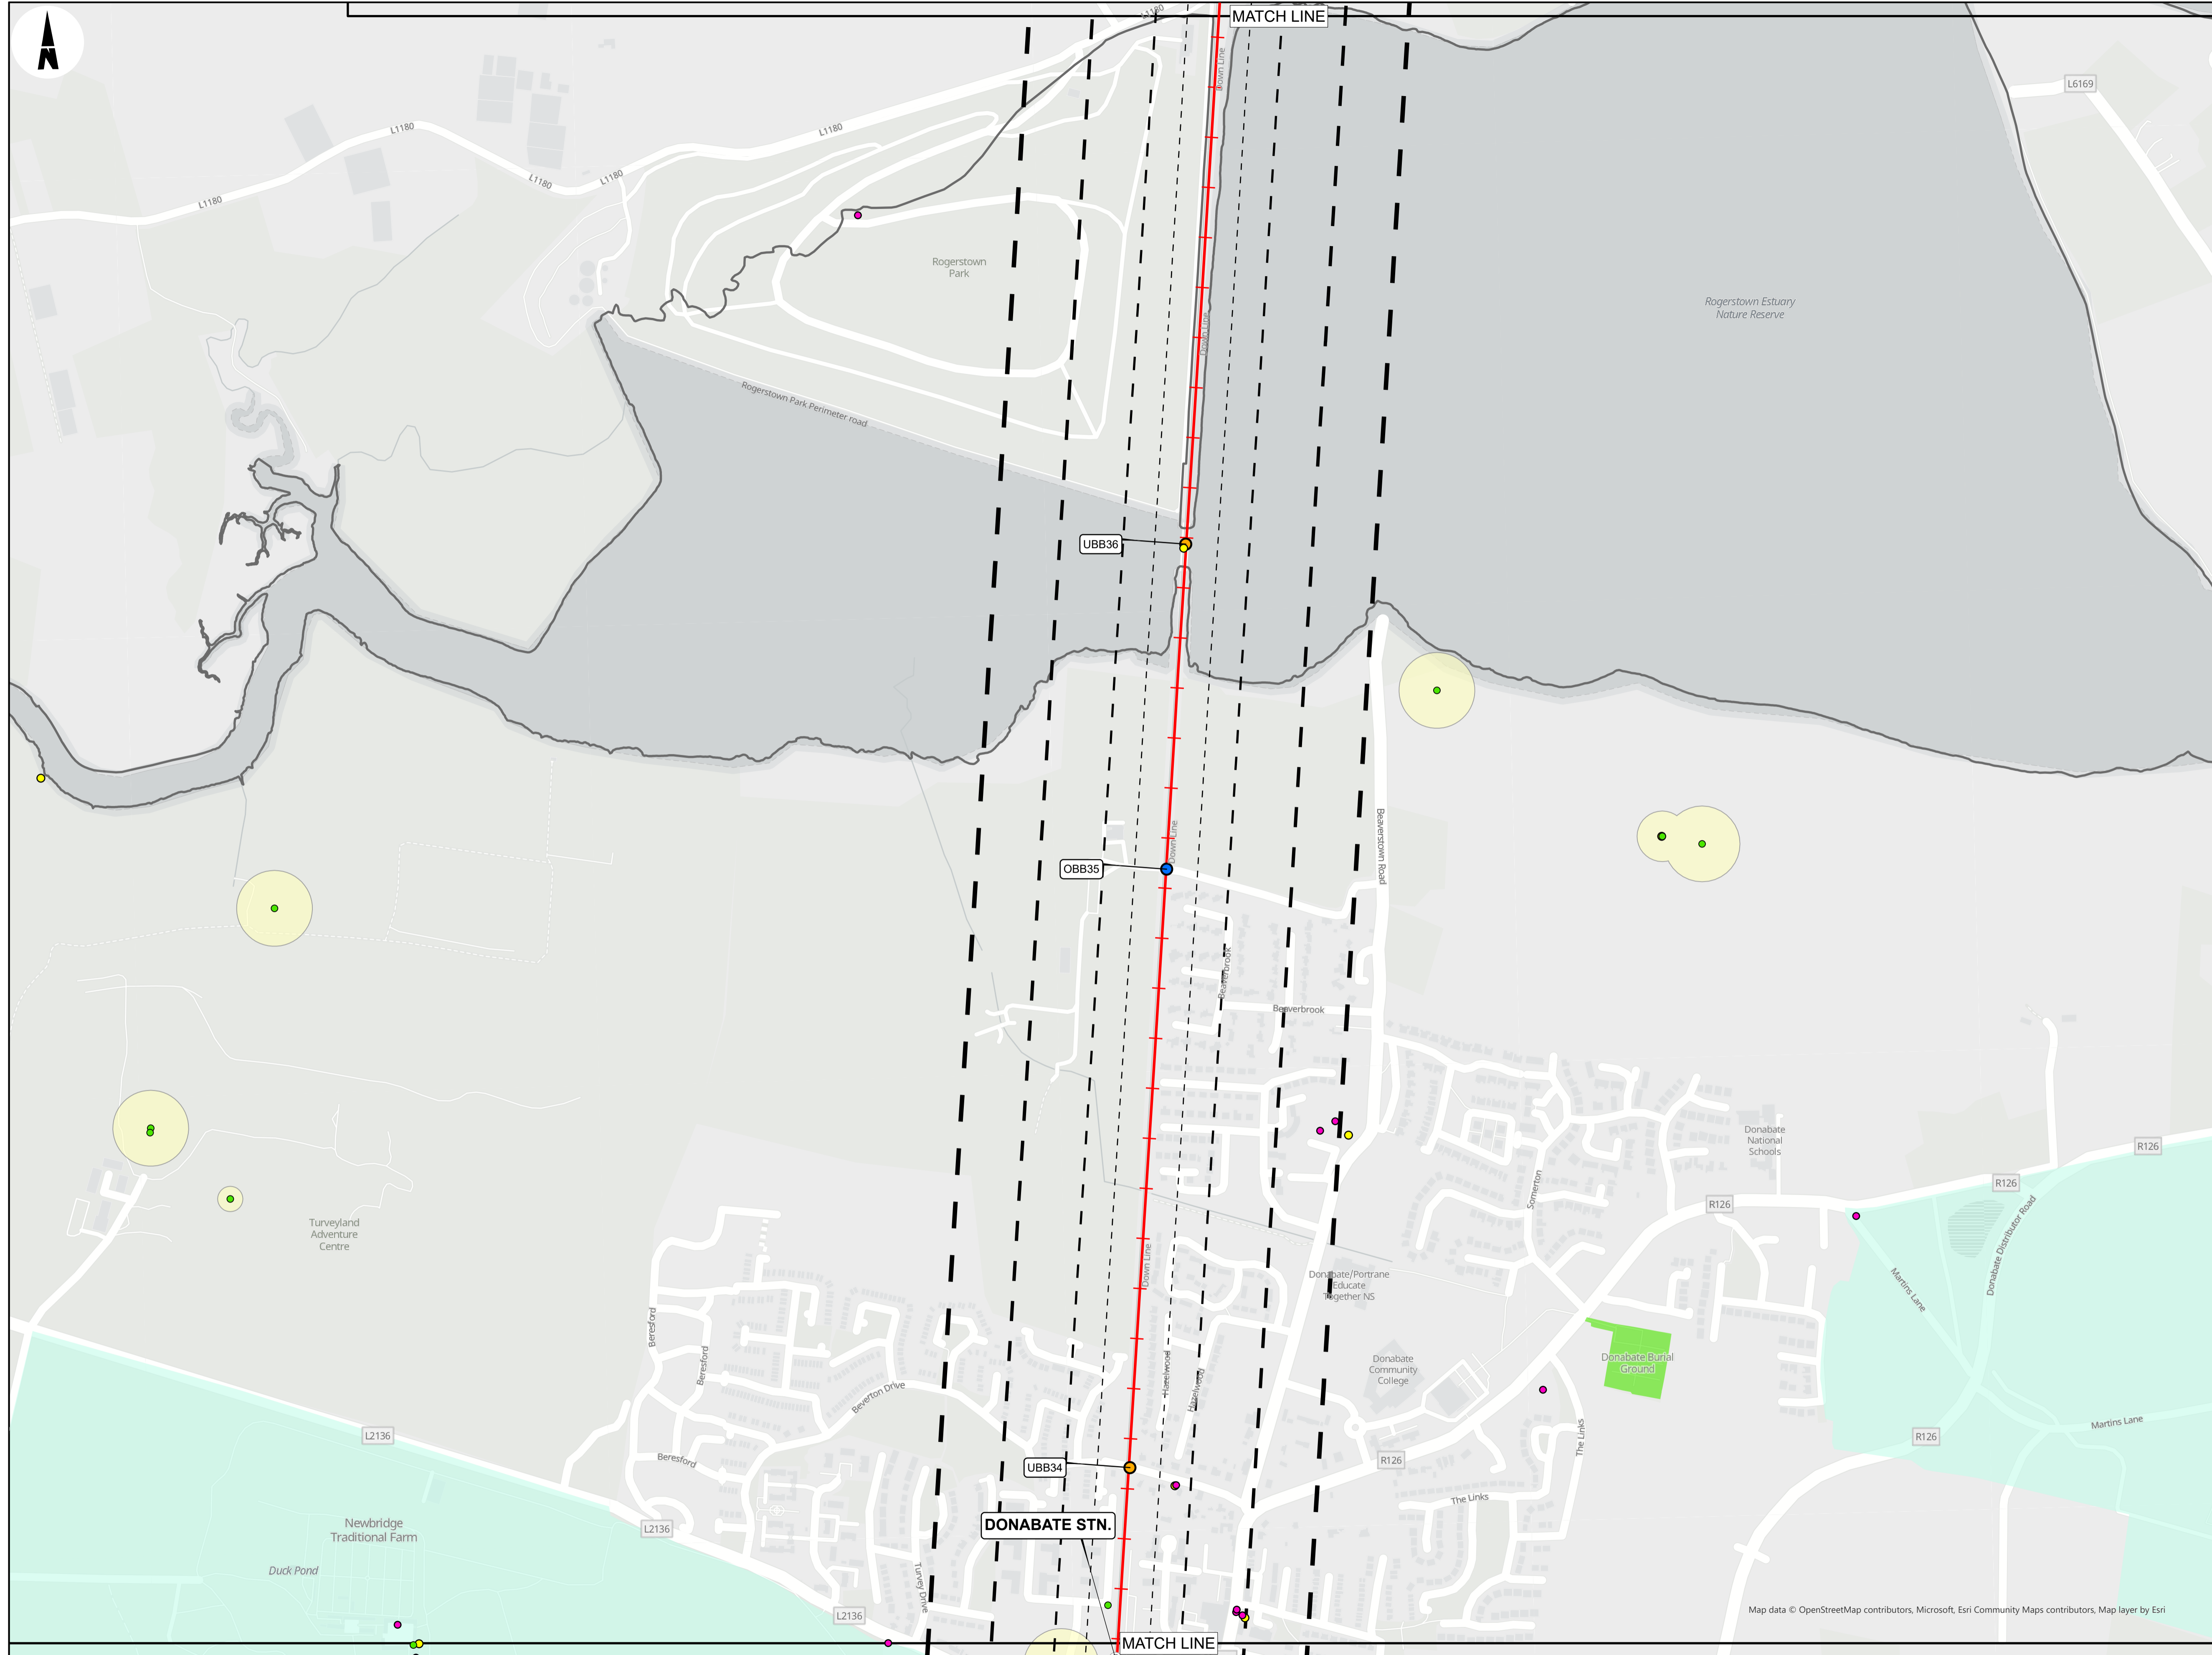 N
L1180
MATCH LINE
Down Line
L6169
L1180
L1180
L1180
L1180
L1180
Rogerstown
Park
Rogerstown Estuary
Nature Reserve
Down Line
Rogerstown Park Perimeter road
UBB36
Down Line
OBB35
Beaverstown Road
Beaverbrook
Beaverbrook
Donabate
National
Schools
R126
R126
R126
Somerton
Donabate Distributor Road
Martins Lane
Turveyland
Adventure
Centre
Down Line
Donabate/Portrane
Educate
Together NS
Beresford
Beresford
Hazelwood
Hazelwood
Donabate
Community
College
Donabate Burial
Ground
Beverton Drive
Martins Lane
L2136
R126
The Links
Beresford
R126
UBB34
The Links
DONABATE STN.
L2136
Newbridge
Traditional Farm
Duck Pond
Turvey Drive
L2136
Map data © OpenStreetMap contributors, Microsoft, Esri Community Maps contributors, Map layer by Esri
MATCH LINE